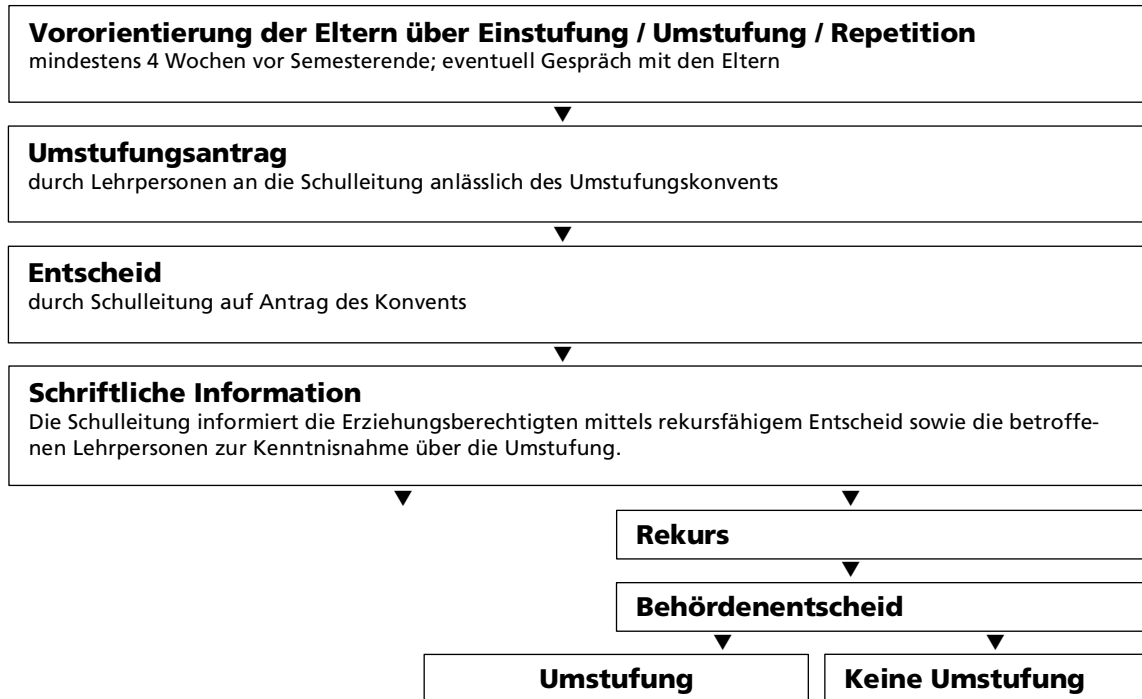 Vororientierung der Eltern über Einstufung / Umstufung / Repetition
mindestens 4 Wochen vor Semesterende; eventuell Gespräch mit den Eltern
Umstufungsantrag
durch Lehrpersonen an die Schulleitung anlässlich des Umstufungskonvents
Entscheid
durch Schulleitung auf Antrag des Konvents
Schriftliche Information
Die Schulleitung informiert die Erziehungsberechtigten mittels rekursfähigem Entscheid sowie die betroffe-
nen Lehrpersonen zur Kenntnisnahme über die Umstufung.
Rekurs
Behördenentscheid
Umstufung
Keine Umstufung